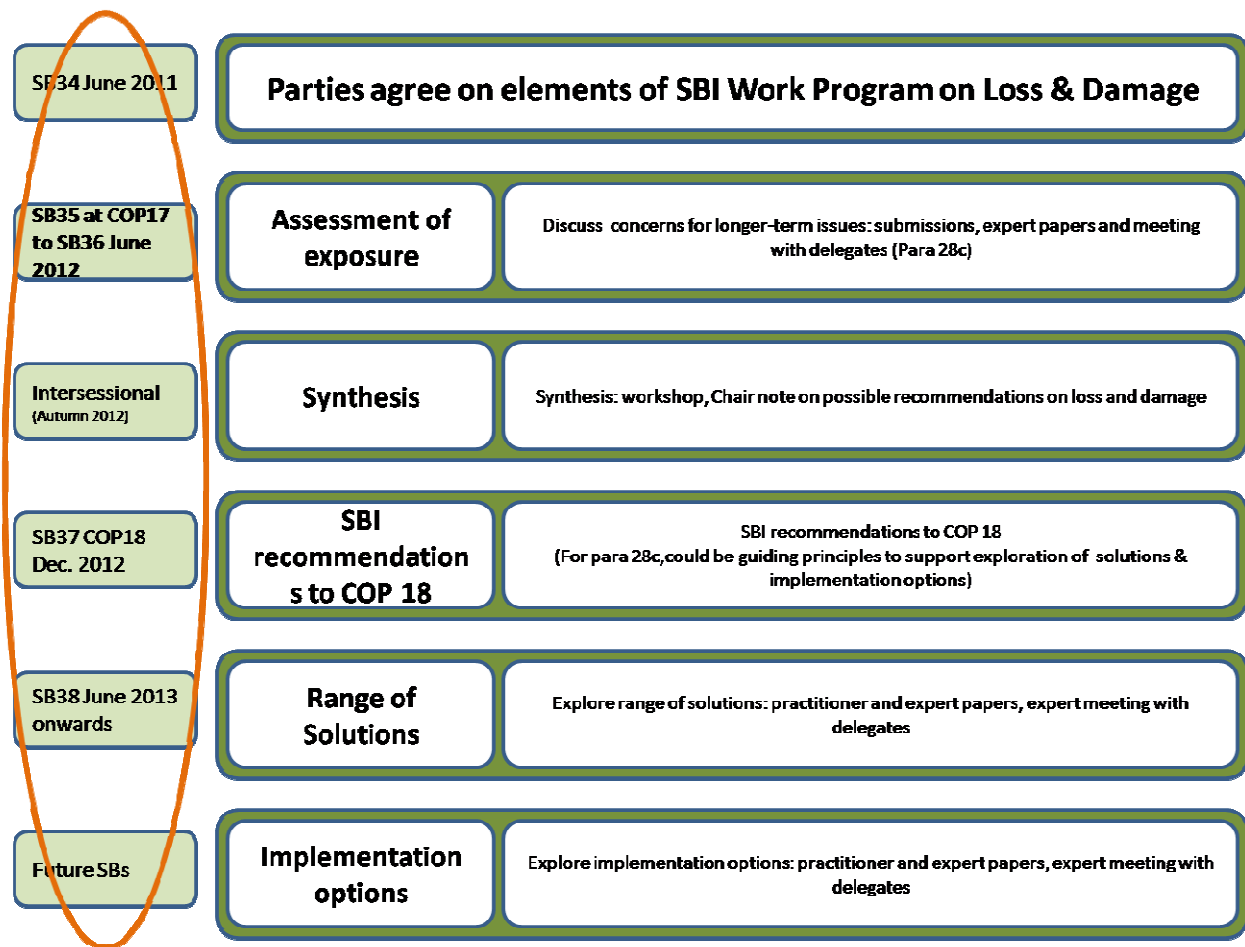 SB34 June 2011
Parties agree on elements of SBI Work Program on Loss & Damage
SB35 at COP17
to SB36 June
2012
Assessment of
exposure
Discuss concerns for longer-term issues: submissions, expert papers and meeting
with delegates (Para 28c)
Intersessional
(Autumn 2012)
Synthesis
Synthesis: workshop, Chair note on possible recommendations on loss and damage
SB37 COP18
Dec. 2012
SBI
recommendation
s to COP 18
SBI recommendations to COP 18
(For para 28c,could be guiding principles to support exploration of solutions &
implementation options)
SB38 June 2013
onwards
Range of
Solutions
Explore range of solutions: practitioner and expert papers, expert meeting with
delegates
Future SBs
Implementation
options
Explore implementation options: practitioner and expert papers, expert meeting with
delegates